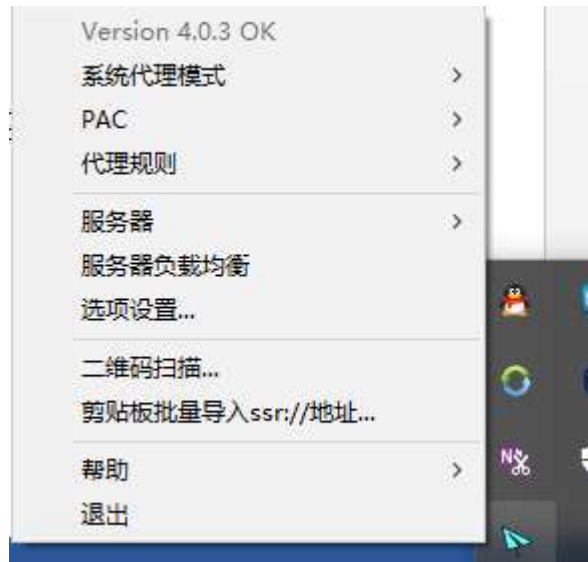 Version 4.0.3 OK
系统代理模式
PAC
代理规则
服务器
服务器负载均衡
选项设置...
二维码扫描...
剪贴板批量导入ssr://地址...
帮助
退出